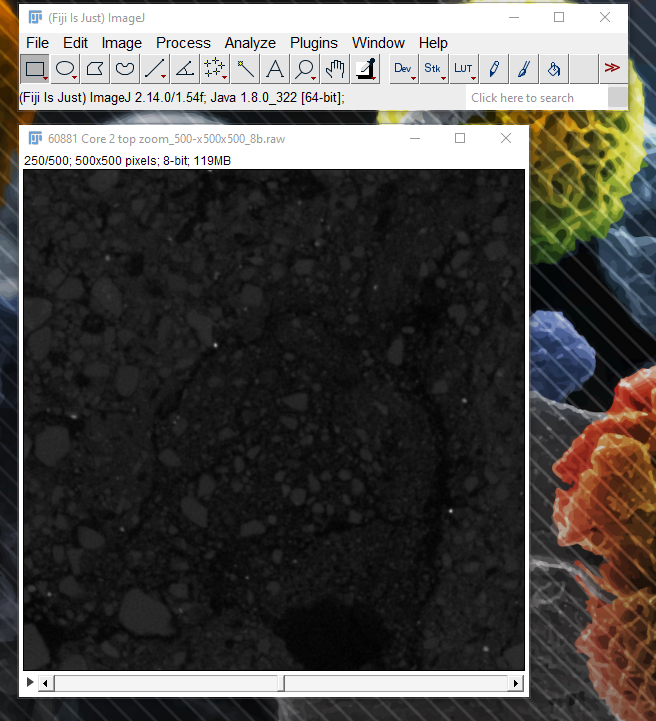 (Fiji Is Just) ImageJ
File Edit Image Process Analyze Plugins Window Help
Dev Stk LUT
(Fiji Is Just) ImageJ 2.14.0/1.54f; Java 1.8.0_322 [64-bit]; Click here to search
60881 Core 2 top zoom_500-x500x500_8b.raw
250/500; 500x500 pixels; 8-bit; 119MB